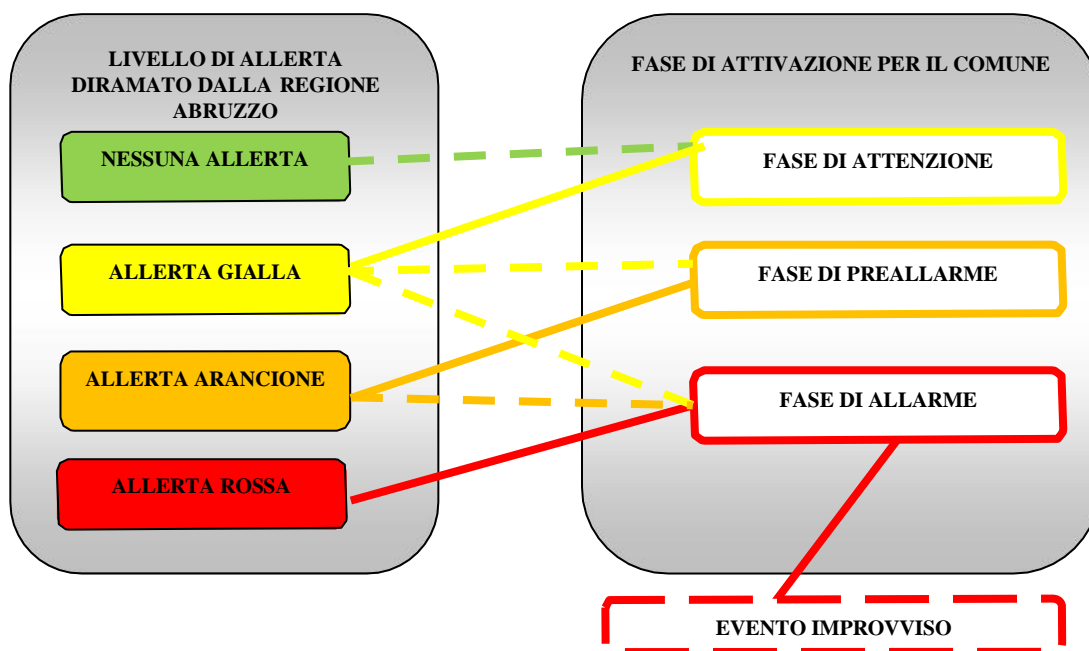 LIVELLO DI ALLERTA
DIRAMATO DALLA REGIONE
ABRUZZO
NESSUNA ALLERTA
ALLERTA GIALLA
ALLERTA ARANCIONE
ALLERTA ROSSA
FASE DI ATTIVAZIONE PER IL COMUNE
FASE DI ATTENZIONE
FASE DI PREALLARME
FASE DI ALLARME
EVENTO IMPROVVISO